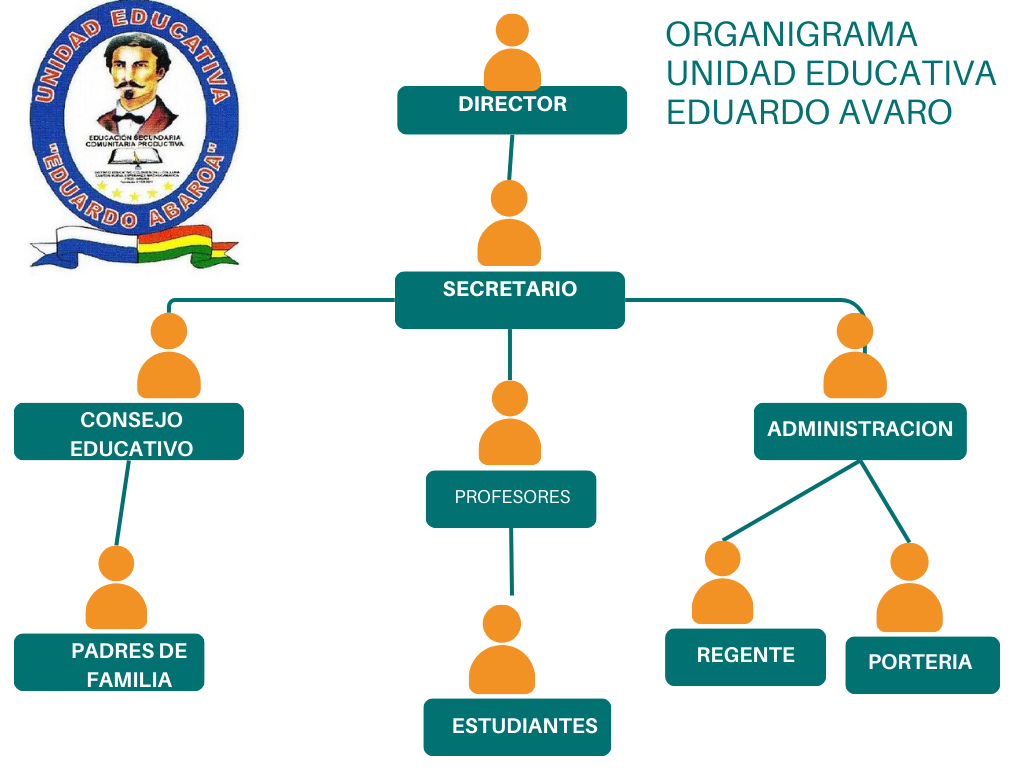 UNIDAD EDUCATIVA
EDUCACIÓN SECUNDARIA
COMUNITARIA PRODUCTIVA
"EDUARDO ABAROA"
ORGANIGRAMA
UNIDAD EDUCATIVA
EDUARDO AVARO
DIRECTOR
SECRETARIO
CONSEJO
EDUCATIVO
PROFESORES
ADMINISTRACION
PADRES DE
FAMILIA
ESTUDIANTES
REGENTE
PORTERIA